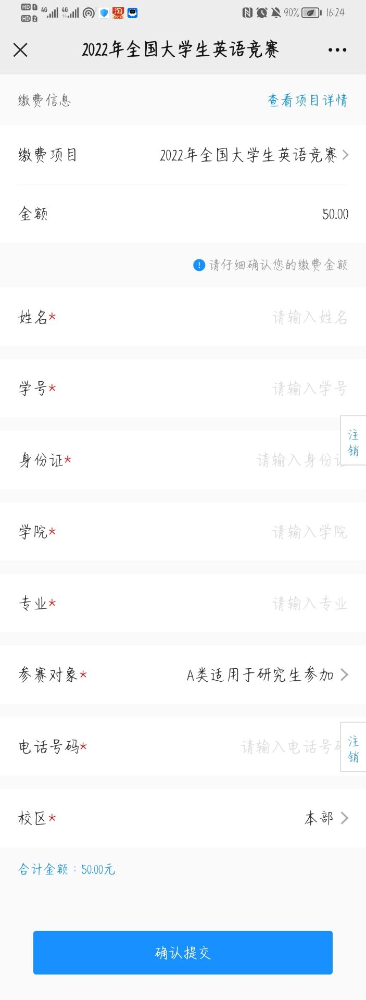 HD 1 4G 4G 淘 90% 16:24
HD 2
2022年全国大学生英语竞赛
缴费信息 查看项目详情
缴费项目 2022年全国大学生英语竞赛
金额 50.00
请仔细确认您的缴费金额
姓名* 请输入姓名
学号* 请输入学号
注
销
身份证* 请输入身份证
学院* 请输入学院
专业* 请输入专业
参赛对象* A类适用于研究生参加
电话号码* 请输入电话号码
注
销
校区* 本部
合计金额：50.00元
确认提交